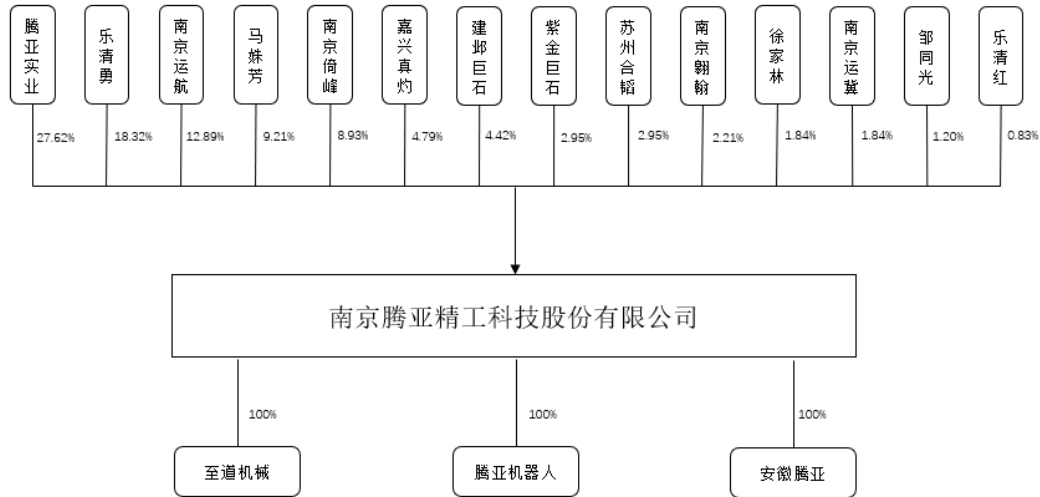 腾亚实业
乐清勇
南京运航
马姝芳
南京倚峰
嘉兴真灼
建邺巨石
紫金巨石
苏州合韬
南京翱翰
徐家林
南京运冀
邹同光
乐清红
27.62%
18.32%
12.89%
9.21%
8.93%
4.79%
4.42%
2.95%
2.95%
2.21%
1.84%
1.84%
1.20%
0.83%
南京腾亚精工科技股份有限公司
100%
100%
100%
至道机械
腾亚机器人
安徽腾亚